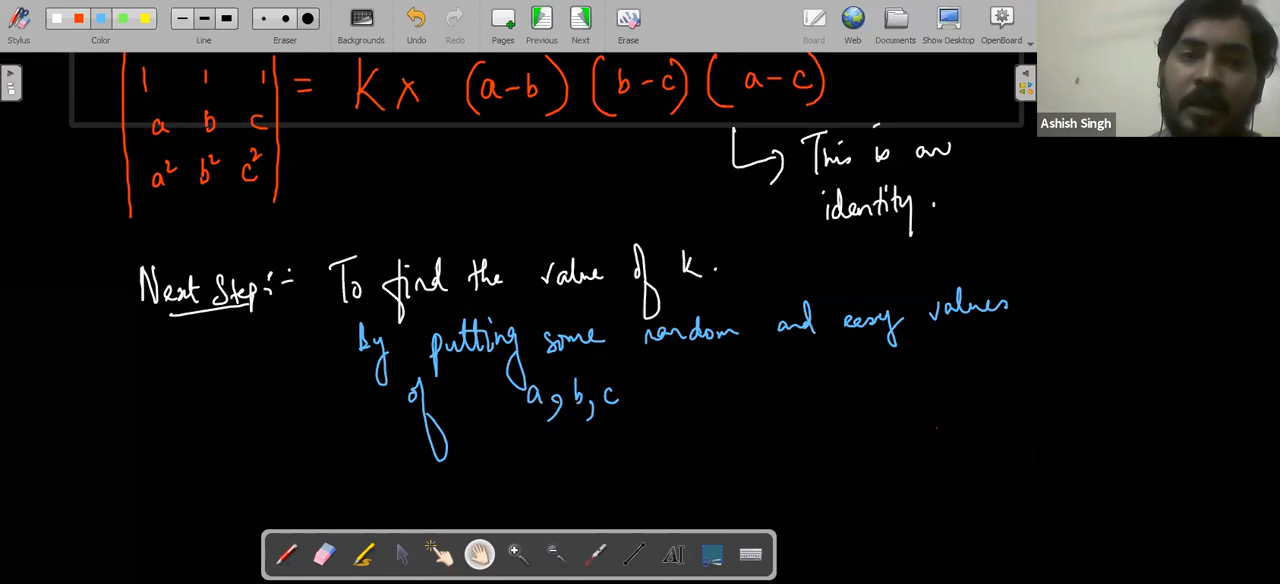 Stylus Color Line Eraser Backgrounds Undo Redo Pages Previous Next Erase Board Web Documents Show Desktop OpenBoard
Ashish Singh
| 1 1 1 |
| a b c | = K x (a-b) (b-c) (a-c)
| a² b² c² |
↳ This is an
identity.
Next Step:- To find the value of k.
By putting some random and easy values
of a, b, c
AI